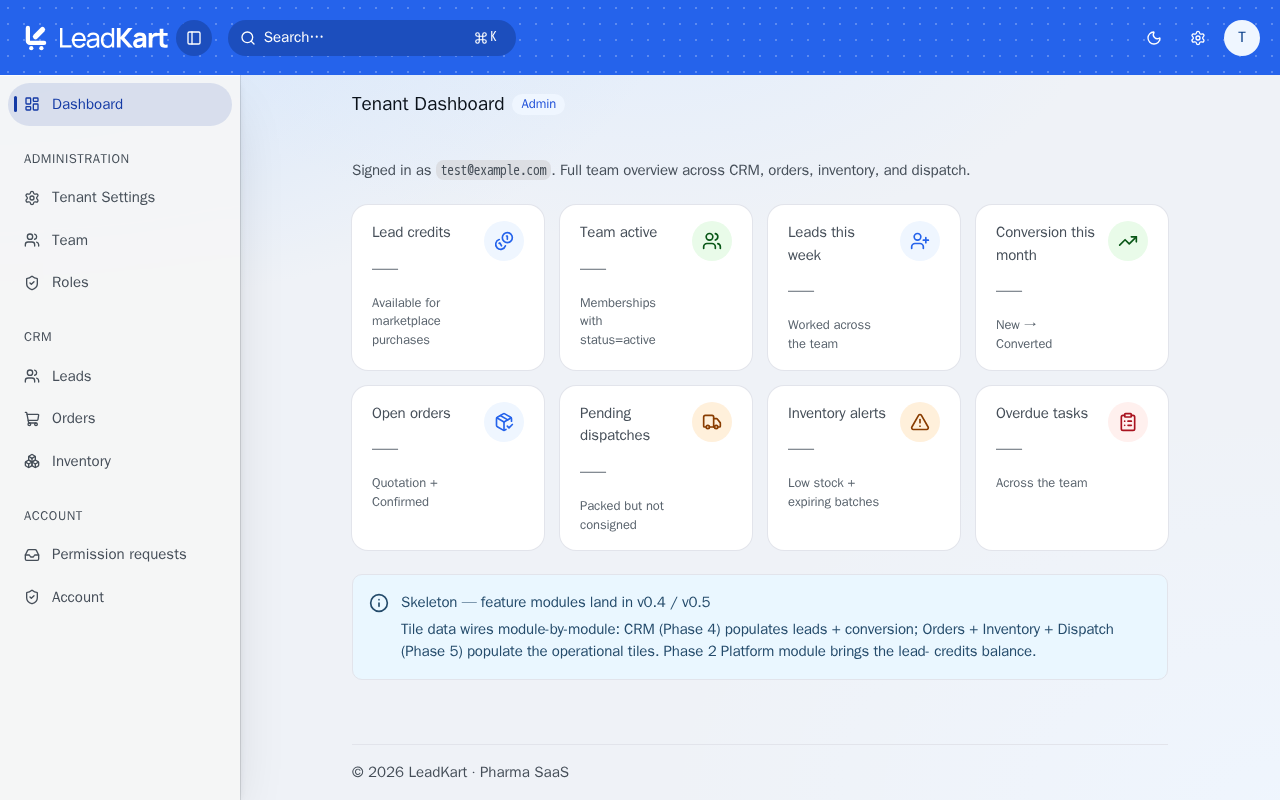 LeadKart
Search…
⌘K
T
Dashboard
ADMINISTRATION
Tenant Settings
Team
Roles
CRM
Leads
Orders
Inventory
ACCOUNT
Permission requests
Account
Tenant Dashboard
Admin
Signed in as test@example.com. Full team overview across CRM, orders, inventory, and dispatch.
Lead credits
—
Available for
marketplace
purchases
Team active
—
Memberships
with
status=active
Leads this
week
—
Worked across
the team
Conversion this
month
—
New →
Converted
Open orders
—
Quotation +
Confirmed
Pending
dispatches
—
Packed but not
consigned
Inventory alerts
—
Low stock +
expiring batches
Overdue tasks
—
Across the team
Skeleton — feature modules land in v0.4 / v0.5
Tile data wires module-by-module: CRM (Phase 4) populates leads + conversion; Orders + Inventory + Dispatch
(Phase 5) populate the operational tiles. Phase 2 Platform module brings the lead- credits balance.
© 2026 LeadKart · Pharma SaaS